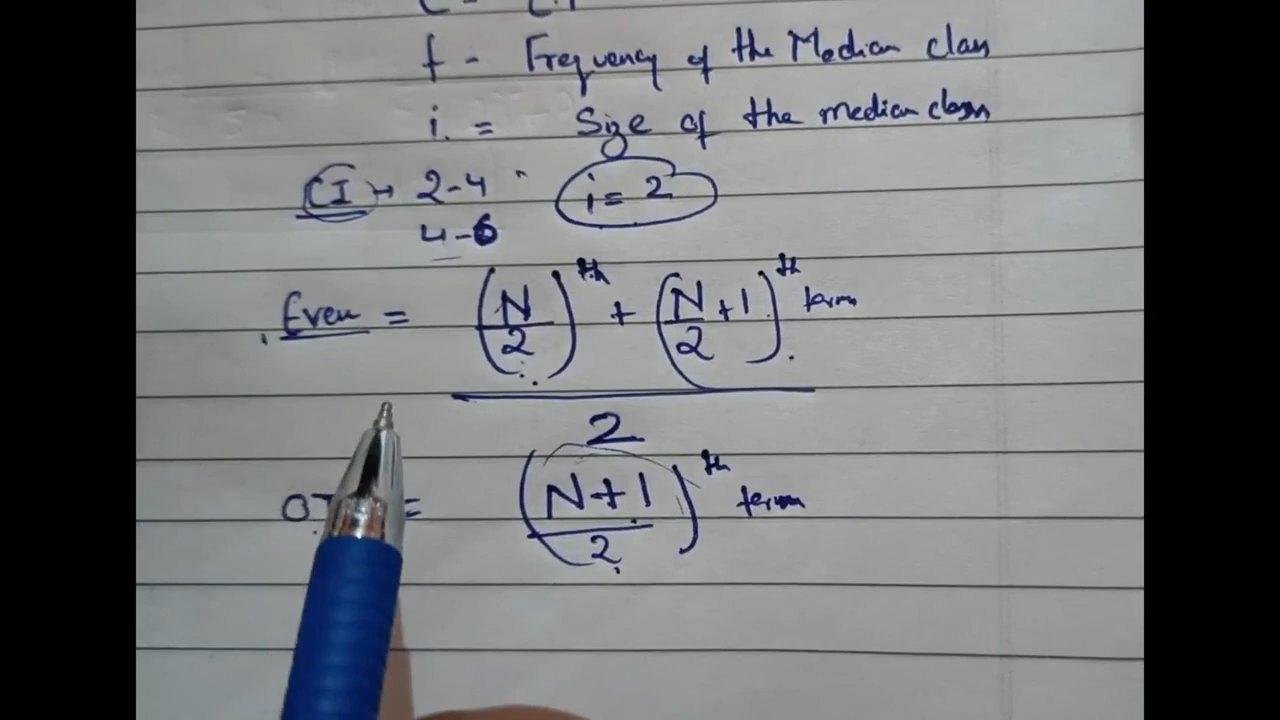 f - Frequency of the Median class
i = Size of the median class
CI → 2-4 i = 2
4-6
Even = (N/2)th + (N/2 + 1)th term
2
= (N+1/2)th term